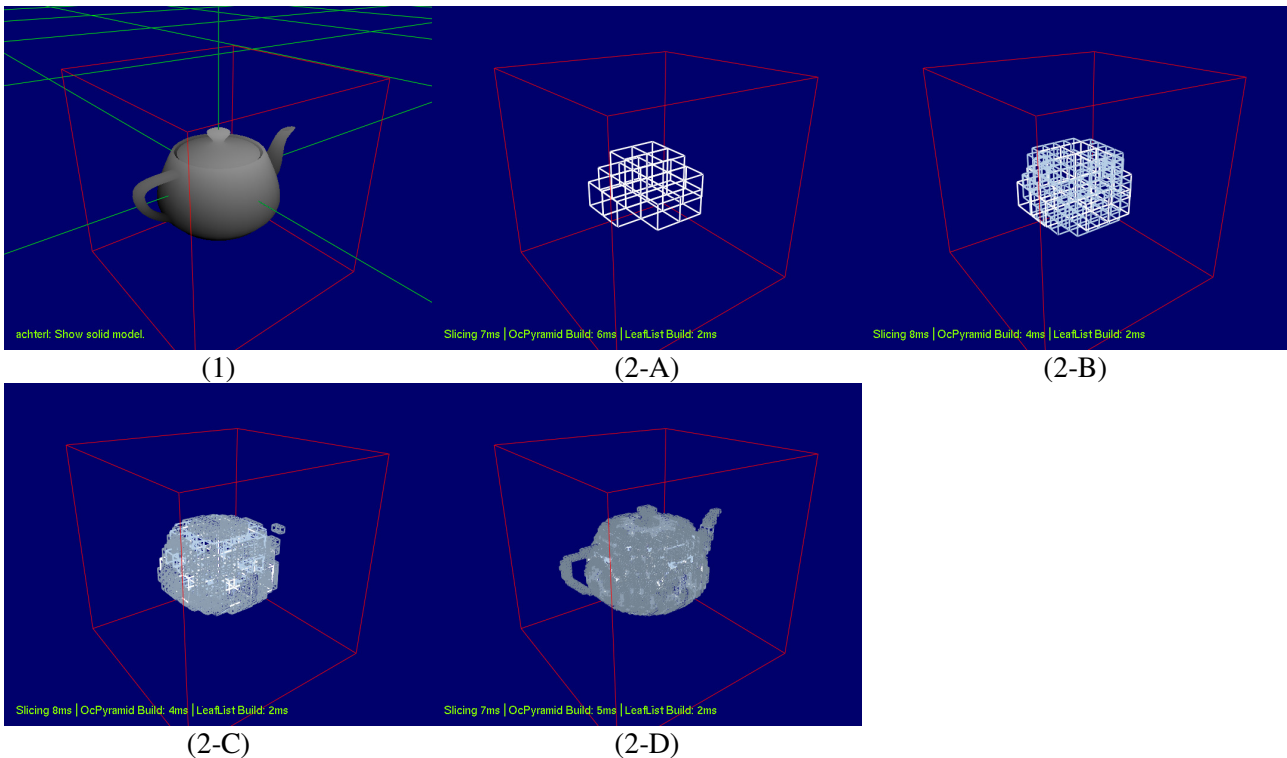 achterl: Show solid model.
Slicing 7ms | OcPyramid Build: 6ms | LeafList Build: 2ms
Slicing 8ms | OcPyramid Build: 4ms | LeafList Build: 2ms
(1)
(2-A)
(2-B)
Slicing 8ms | OcPyramid Build: 4ms | LeafList Build: 2ms
Slicing 7ms | OcPyramid Build: 5ms | LeafList Build: 2ms
(2-C)
(2-D)